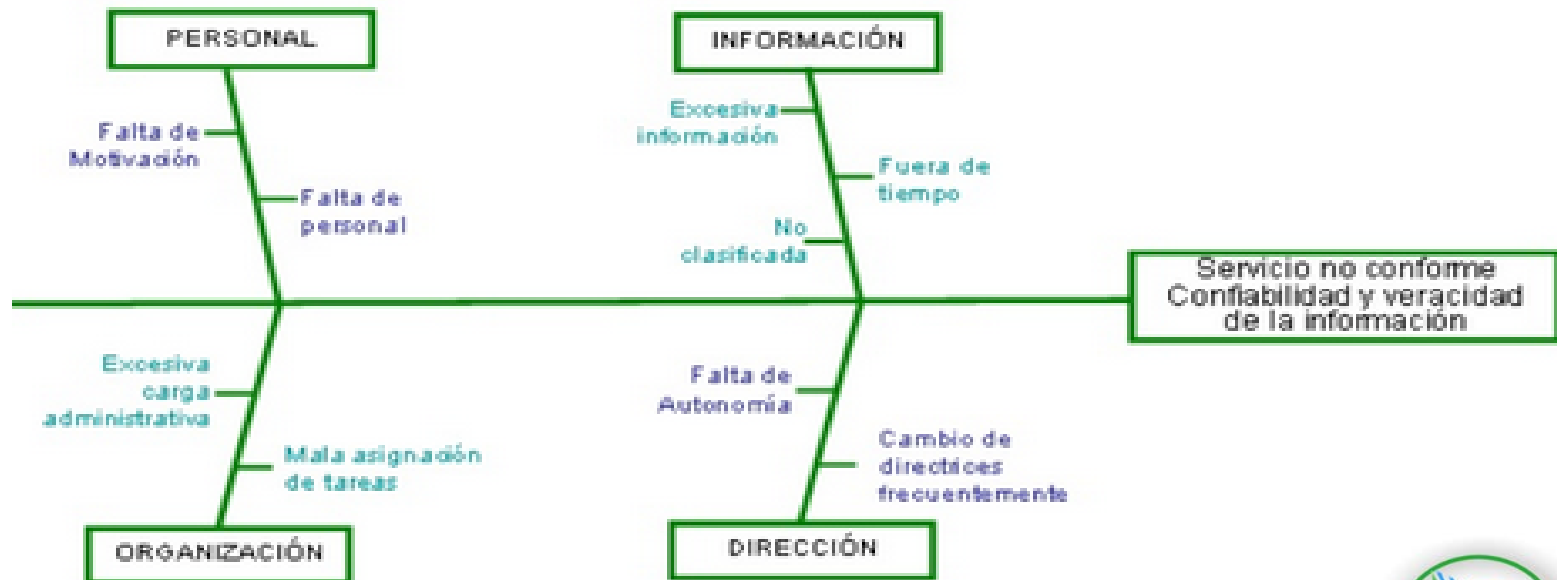 PERSONAL
Falta de
Motivación
Falta de
personal
INFORMACIÓN
Excesiva
información
Fuera de
tiempo
No
clasificada
Servicio no conforme
Confiabilidad y veracidad
de la información
Excesiva
carga
administrativa
Mala asignación
de tareas
ORGANIZACIÓN
Falta de
Autonomía
Cambio de
directrices
frecuentemente
DIRECCIÓN